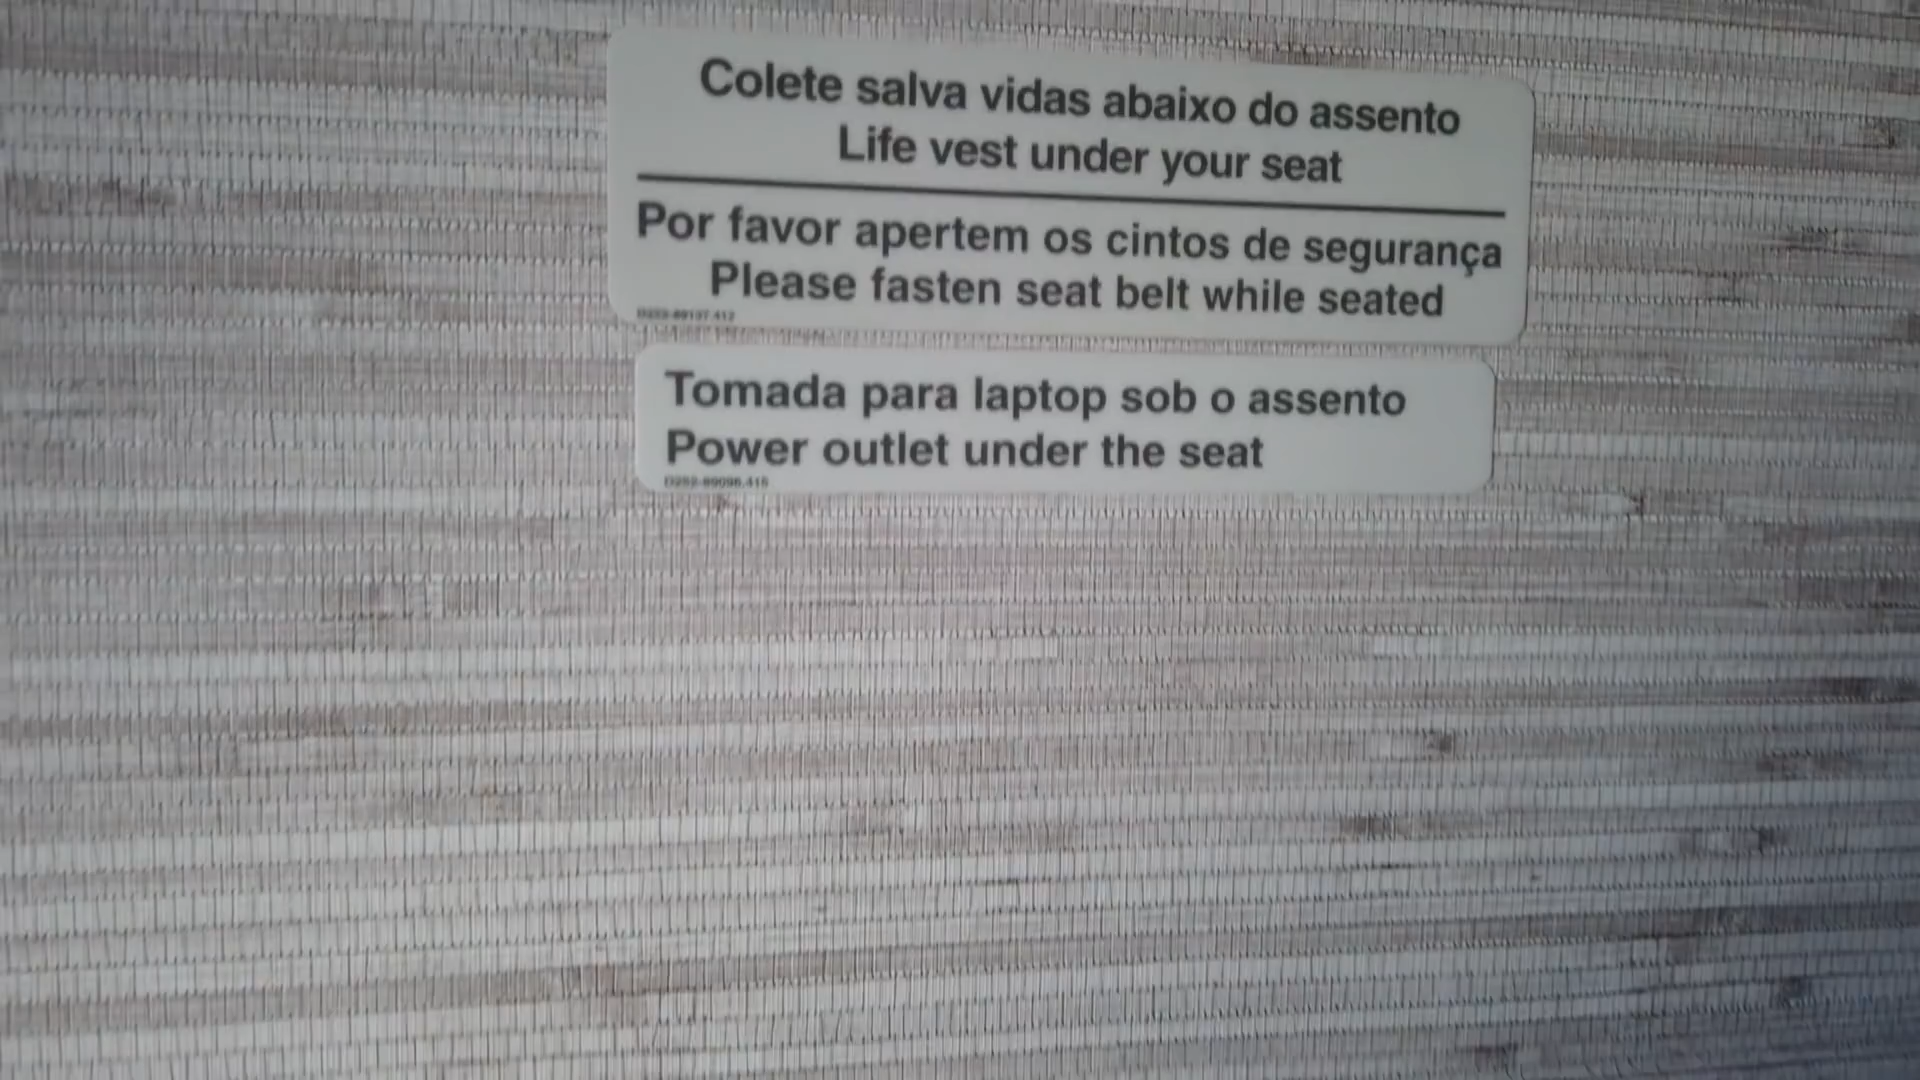 Colete salva vidas abaixo do assento
Life vest under your seat
Por favor apertem os cintos de segurança
Please fasten seat belt while seated
Tomada para laptop sob o assento
Power outlet under the seat